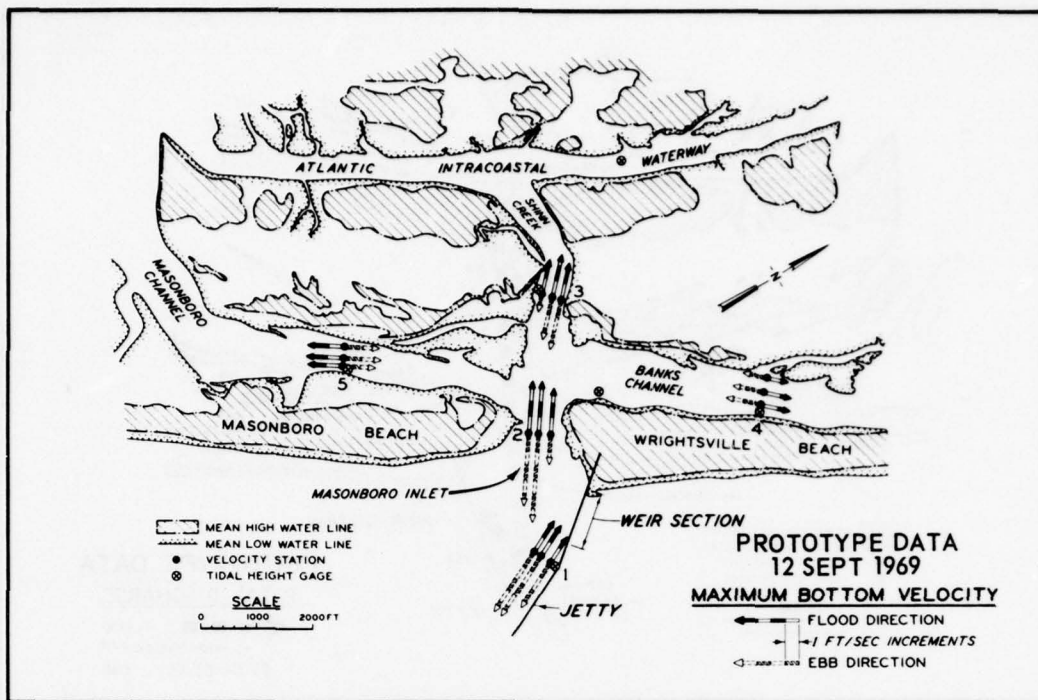 ATLANTIC INTRACOASTAL WATERWAY
SHINN CREEK
MASONBORO CHANNEL
3
N
BANKS CHANNEL
5
4
MASONBORO BEACH
2
WRIGHTSVILLE BEACH
MASONBORO INLET
WEIR SECTION
1
JETTY
MEAN HIGH WATER LINE
MEAN LOW WATER LINE
VELOCITY STATION
TIDAL HEIGHT GAGE
SCALE
0 1000 2000 FT
PROTOTYPE DATA
12 SEPT 1969
MAXIMUM BOTTOM VELOCITY
FLOOD DIRECTION
1 FT/SEC INCREMENTS
EBB DIRECTION